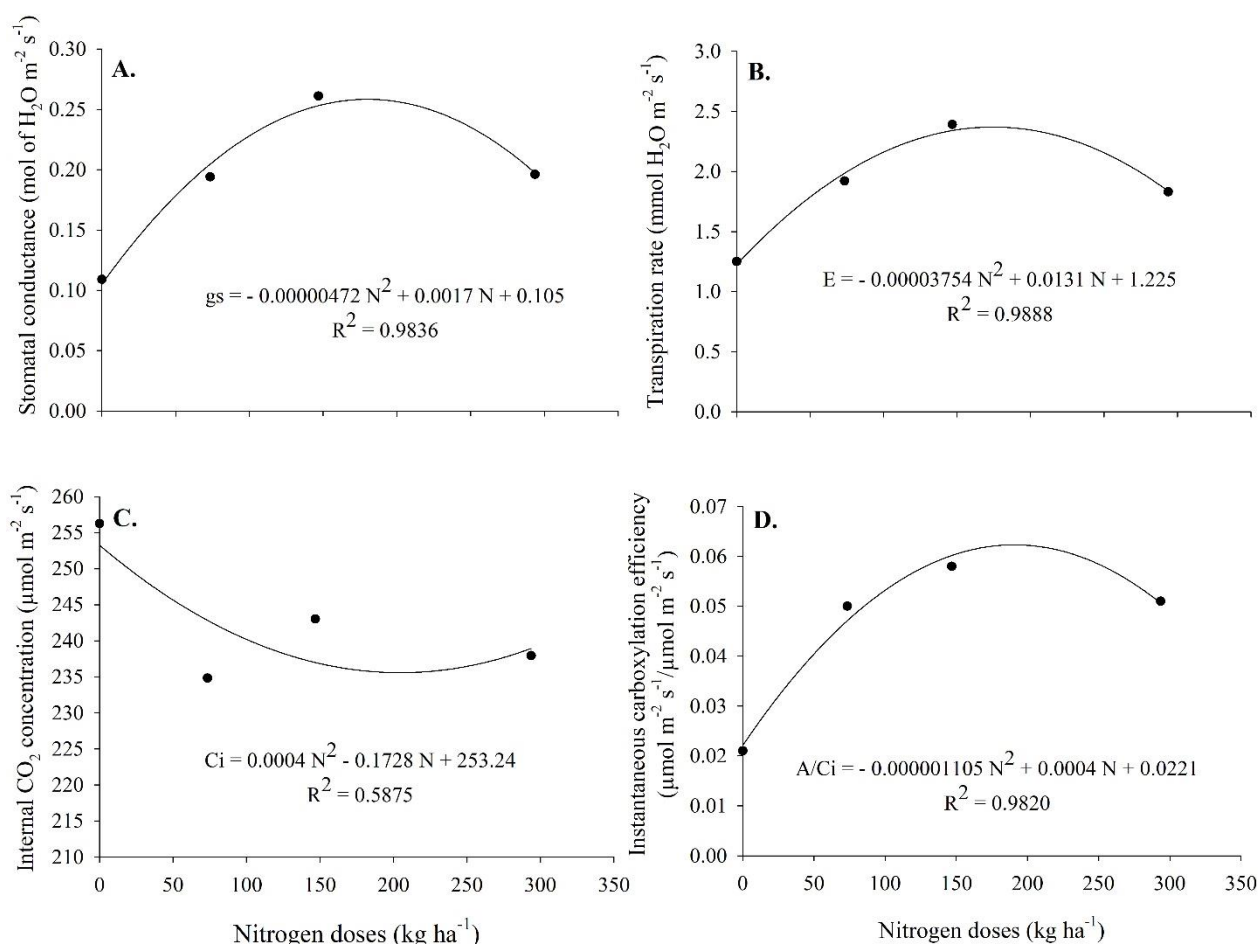 A.
Stomatal conductance (mol of H₂O m⁻² s⁻¹)
0.30
0.25
0.20
0.15
0.10
0.05
0.00
gs = - 0.00000472 N² + 0.0017 N + 0.105
R² = 0.9836
B.
Transpiration rate (mmol H₂O m⁻² s⁻¹)
3.0
2.5
2.0
1.5
1.0
0.5
0.0
E = - 0.00003754 N² + 0.0131 N + 1.225
R² = 0.9888
C.
Internal CO₂ concentration (μmol m⁻² s⁻¹)
260
255
250
245
240
235
230
225
220
215
210
Ci = 0.0004 N² - 0.1728 N + 253.24
R² = 0.5875
0 50 100 150 200 250 300 350
Nitrogen doses (kg ha⁻¹)
D.
Instantaneous carboxylation efficiency
(μmol m⁻² s⁻¹/μmol m⁻² s⁻¹)
0.07
0.06
0.05
0.04
0.03
0.02
0.01
0.00
A/Ci = - 0.000001105 N² + 0.0004 N + 0.0221
R² = 0.9820
0 50 100 150 200 250 300 350
Nitrogen doses (kg ha⁻¹)